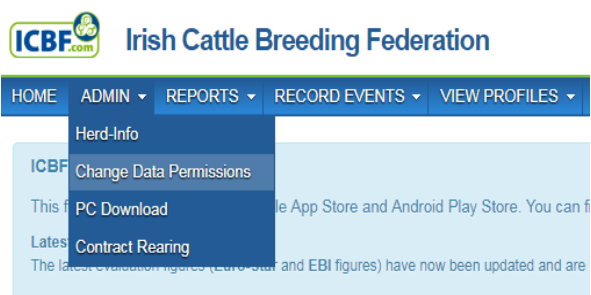 ICBF.com Irish Cattle Breeding Federation
HOME ADMIN REPORTS RECORD EVENTS VIEW PROFILES
Herd-Info
ICBF
Change Data Permissions
This PC Download le App Store and Android Play Store. You can
Lates
Contract Rearing
The latest evaluation figures (Euro-Star and EBI figures) have now been updated and are